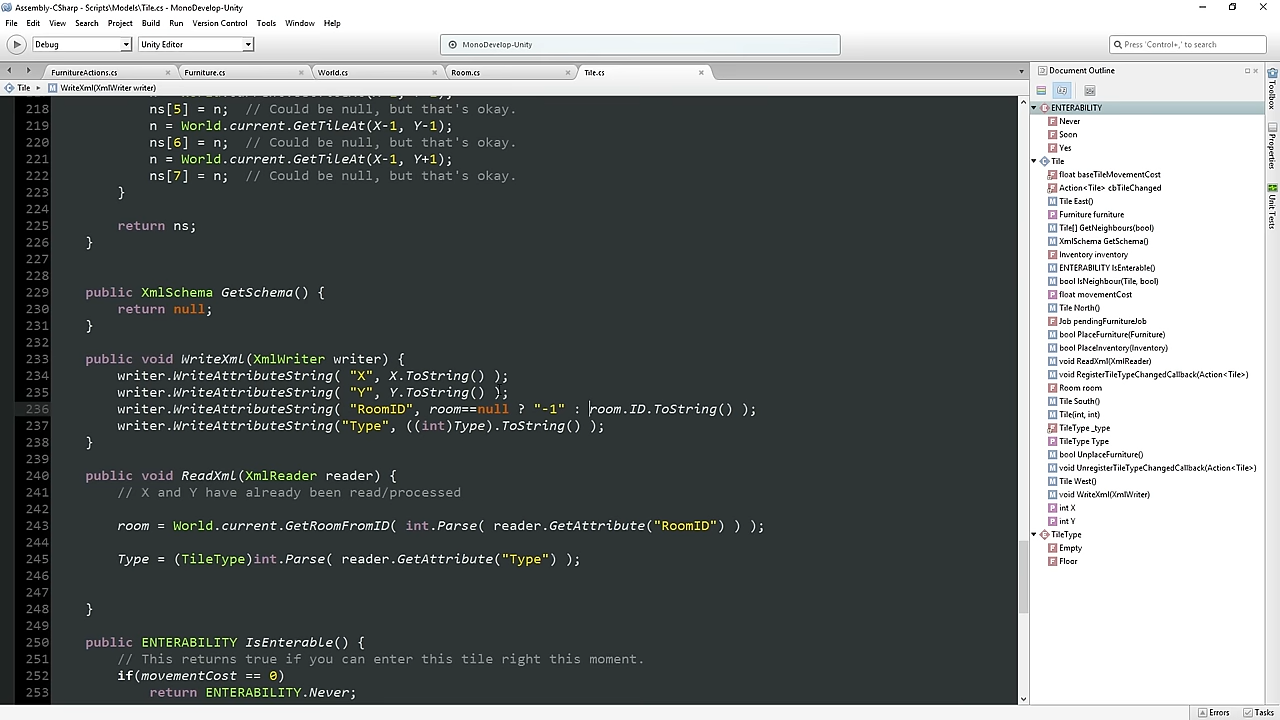 Assembly-CSharp - Scripts\Models\Tile.cs - MonoDevelop-Unity
File Edit View Search Project Build Run Version Control Tools Window Help
Debug Unity Editor MonoDevelop-Unity Press 'Control+,' to search
FurnitureActions.cs × Furniture.cs × World.cs × Room.cs × Tile.cs ×
Tile ▸ WriteXml(XmlWriter writer)
218 ns[5] = n;  // Could be null, but that's okay.
219 n = World.current.GetTileAt(X-1, Y-1);
220 ns[6] = n;  // Could be null, but that's okay.
221 n = World.current.GetTileAt(X-1, Y+1);
222 ns[7] = n;  // Could be null, but that's okay.
223 }
224
225 return ns;
226 }
227
228
229 public XmlSchema GetSchema() {
230 return null;
231 }
232
233 public void WriteXml(XmlWriter writer) {
234 writer.WriteAttributeString( "X", X.ToString() );
235 writer.WriteAttributeString( "Y", Y.ToString() );
236 writer.WriteAttributeString( "RoomID", room==null ? "-1" : room.ID.ToString() );
237 writer.WriteAttributeString("Type", ((int)Type).ToString() );
238 }
239
240 public void ReadXml(XmlReader reader) {
241 // X and Y have already been read/processed
242
243 room = World.current.GetRoomFromID( int.Parse( reader.GetAttribute("RoomID") ) );
244
245 Type = (TileType)int.Parse( reader.GetAttribute("Type") );
246
247
248 }
249
250 public ENTERABILITY IsEnterable() {
251 // This returns true if you can enter this tile right this moment.
252 if(movementCost == 0)
253 return ENTERABILITY.Never;
Document Outline
ENTERABILITY
Never
Soon
Yes
Tile
float baseTileMovementCost
Action<Tile> cbTileChanged
Tile East()
Furniture furniture
Tile[] GetNeighbours(bool)
XmlSchema GetSchema()
Inventory inventory
ENTERABILITY IsEnterable()
bool IsNeighbour(Tile, bool)
float movementCost
Tile North()
Job pendingFurnitureJob
bool PlaceFurniture(Furniture)
bool PlaceInventory(Inventory)
void ReadXml(XmlReader)
void RegisterTileTypeChangedCallback(Action<Tile>)
Room room
Tile South()
Tile(int, int)
TileType _type
TileType Type
bool UnplaceFurniture()
void UnregisterTileTypeChangedCallback(Action<Tile>)
Tile West()
void WriteXml(XmlWriter)
int X
int Y
TileType
Empty
Floor
Toolbox
Properties
Unit Tests
Errors Tasks